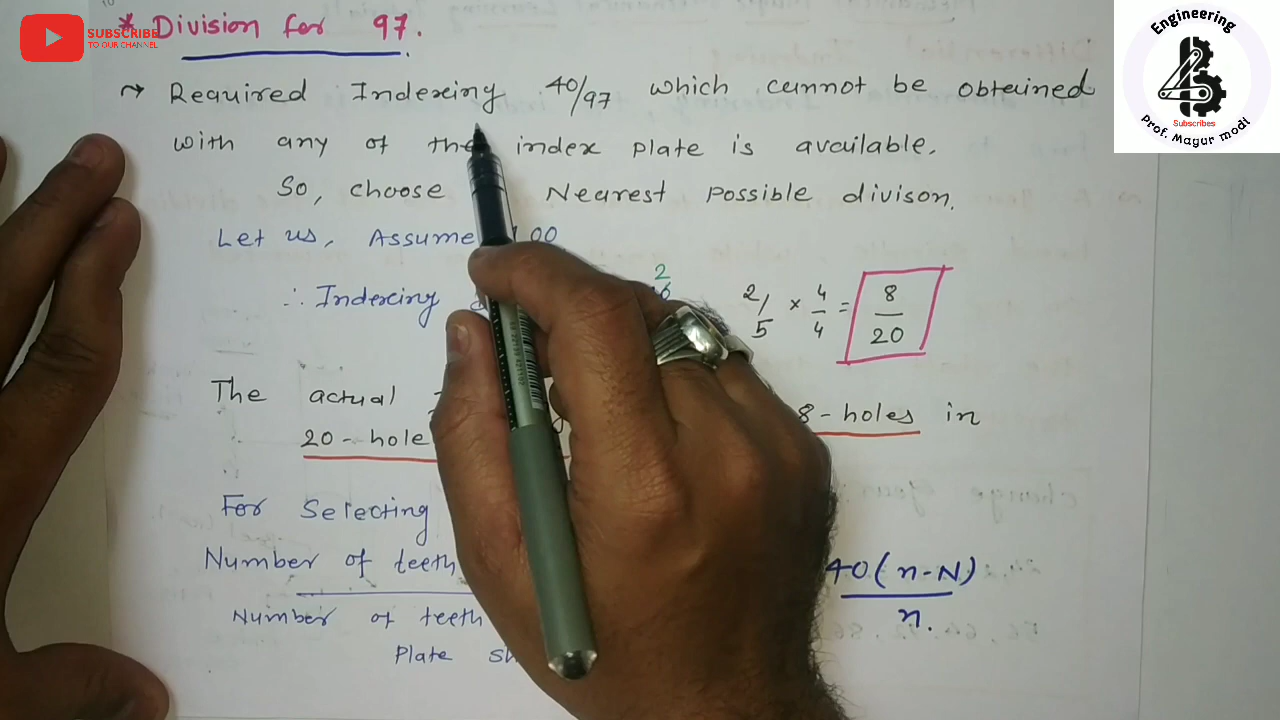 * Division for 97.
SUBSCRIBE
TO OUR CHANNEL
Engineering
Subscribes
Prof. Mayur modi
~> Required Indexing 40/97 which cannot be obtained
with any of the index plate is available.
So, choose Nearest possible divison.
Let us, Assume 100
∴ Indexing
2
2/5 × 4/4 = 8/20
The actual 8-holes in
20-hole
For Selecting
Number of teeth
Number of teeth
Plate
40(n-N)
n.